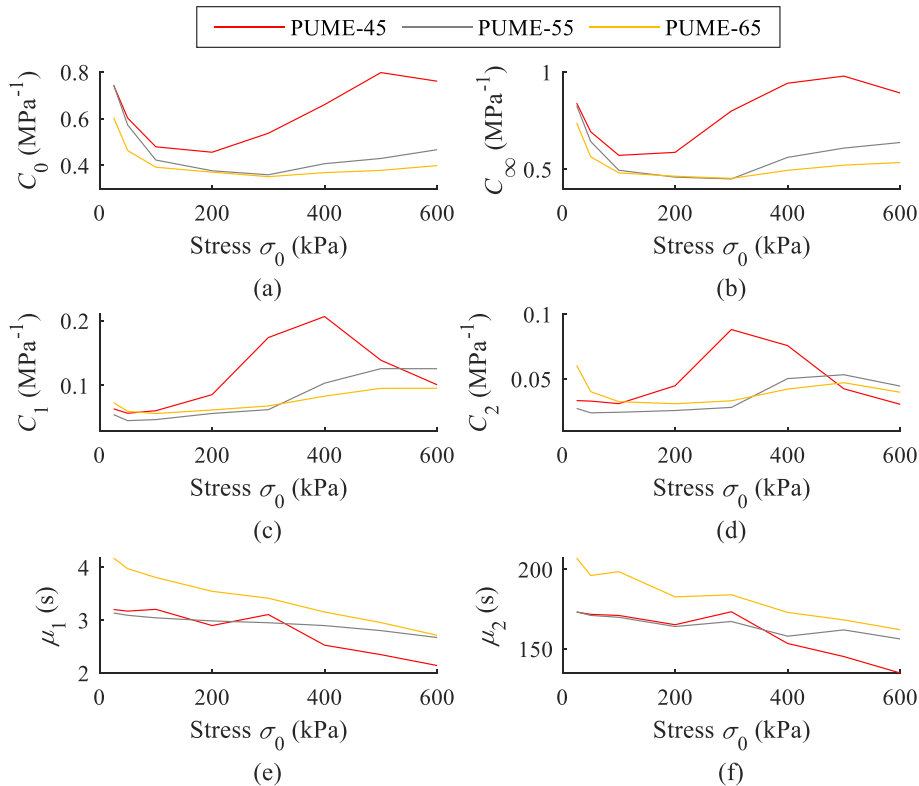 PUME-45 PUME-55 PUME-65
C₀ (MPa⁻¹)
0.8
0.6
0.4
0 200 400 600
Stress σ₀ (kPa)
(a)
C∞ (MPa⁻¹)
1
0.5
0 200 400 600
Stress σ₀ (kPa)
(b)
C₁ (MPa⁻¹)
0.2
0.1
0 200 400 600
Stress σ₀ (kPa)
(c)
C₂ (MPa⁻¹)
0.1
0.05
0 200 400 600
Stress σ₀ (kPa)
(d)
μ₁ (s)
4
3
2
0 200 400 600
Stress σ₀ (kPa)
(e)
μ₂ (s)
200
150
0 200 400 600
Stress σ₀ (kPa)
(f)